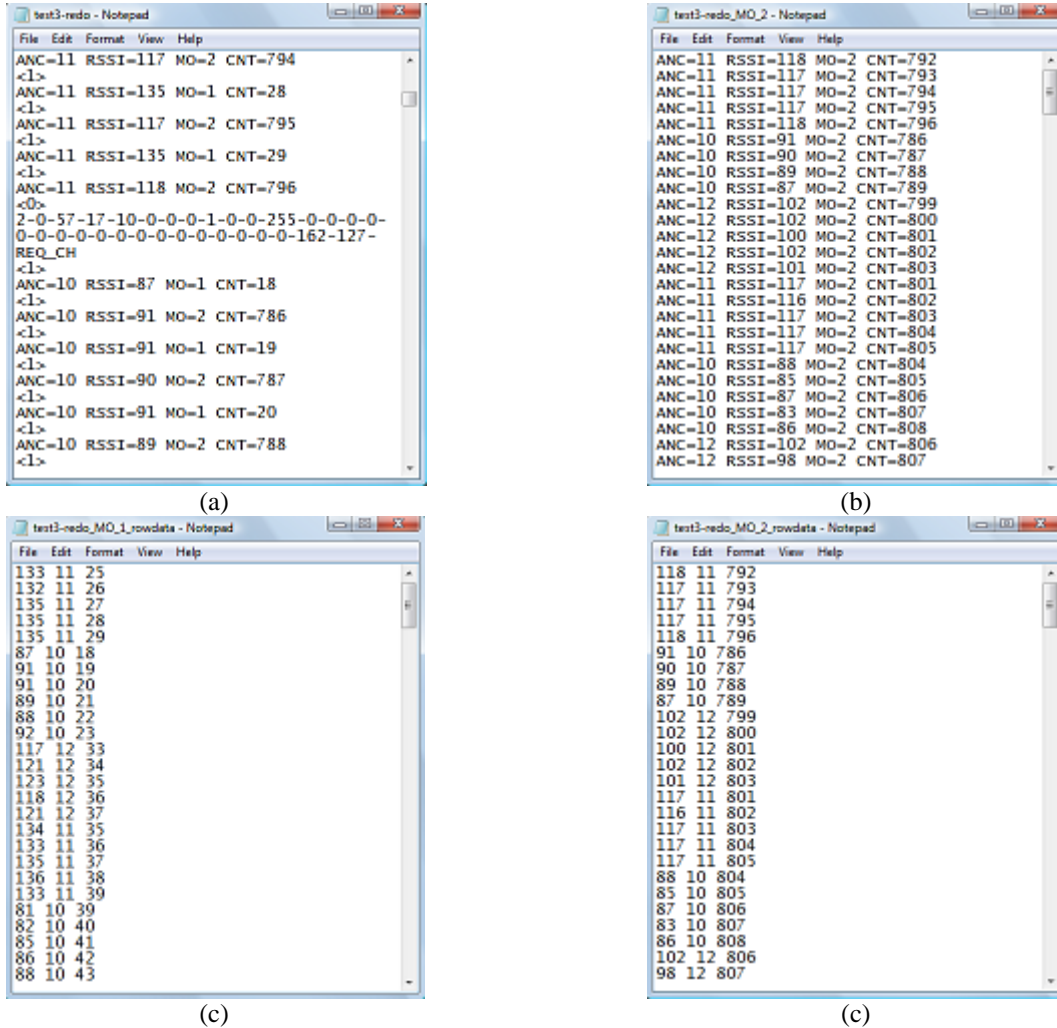 test3-redo - Notepad
File Edit Format View Help
ANC=11 RSSI=117 MO=2 CNT=794
<1>
ANC=11 RSSI=135 MO=1 CNT=28
<1>
ANC=11 RSSI=117 MO=2 CNT=795
<1>
ANC=11 RSSI=135 MO=1 CNT=29
<1>
ANC=11 RSSI=118 MO=2 CNT=796
<0>
2-0-57-17-10-0-0-0-1-0-0-255-0-0-0-0-
0-0-0-0-0-0-0-0-0-0-0-0-0-0-162-127-
REQ_CH
<1>
ANC=10 RSSI=87 MO=1 CNT=18
<1>
ANC=10 RSSI=91 MO=2 CNT=786
<1>
ANC=10 RSSI=91 MO=1 CNT=19
<1>
ANC=10 RSSI=90 MO=2 CNT=787
<1>
ANC=10 RSSI=91 MO=1 CNT=20
<1>
ANC=10 RSSI=89 MO=2 CNT=788
<1>
(a)
test3-redo_MO_2 - Notepad
File Edit Format View Help
ANC=11 RSSI=118 MO=2 CNT=792
ANC=11 RSSI=117 MO=2 CNT=793
ANC=11 RSSI=117 MO=2 CNT=794
ANC=11 RSSI=117 MO=2 CNT=795
ANC=11 RSSI=118 MO=2 CNT=796
ANC=10 RSSI=91 MO=2 CNT=786
ANC=10 RSSI=90 MO=2 CNT=787
ANC=10 RSSI=89 MO=2 CNT=788
ANC=10 RSSI=87 MO=2 CNT=789
ANC=12 RSSI=102 MO=2 CNT=799
ANC=12 RSSI=102 MO=2 CNT=800
ANC=12 RSSI=100 MO=2 CNT=801
ANC=12 RSSI=102 MO=2 CNT=802
ANC=12 RSSI=101 MO=2 CNT=803
ANC=11 RSSI=117 MO=2 CNT=801
ANC=11 RSSI=116 MO=2 CNT=802
ANC=11 RSSI=117 MO=2 CNT=803
ANC=11 RSSI=117 MO=2 CNT=804
ANC=11 RSSI=117 MO=2 CNT=805
ANC=10 RSSI=88 MO=2 CNT=804
ANC=10 RSSI=85 MO=2 CNT=805
ANC=10 RSSI=87 MO=2 CNT=806
ANC=10 RSSI=83 MO=2 CNT=807
ANC=10 RSSI=86 MO=2 CNT=808
ANC=12 RSSI=102 MO=2 CNT=806
ANC=12 RSSI=98 MO=2 CNT=807
(b)
test3-redo_MO_1_rowdata - Notepad
File Edit Format View Help
133 11 25
132 11 26
135 11 27
135 11 28
135 11 29
87 10 18
91 10 19
91 10 20
89 10 21
88 10 22
92 10 23
117 12 33
121 12 34
123 12 35
118 12 36
121 12 37
134 11 35
133 11 36
135 11 37
136 11 38
133 11 39
81 10 39
82 10 40
85 10 41
86 10 42
88 10 43
(c)
test3-redo_MO_2_rowdata - Notepad
File Edit Format View Help
118 11 792
117 11 793
117 11 794
117 11 795
118 11 796
91 10 786
90 10 787
89 10 788
87 10 789
102 12 799
102 12 800
100 12 801
102 12 802
101 12 803
117 11 801
116 11 802
117 11 803
117 11 804
117 11 805
88 10 804
85 10 805
87 10 806
83 10 807
86 10 808
102 12 806
98 12 807
(c)